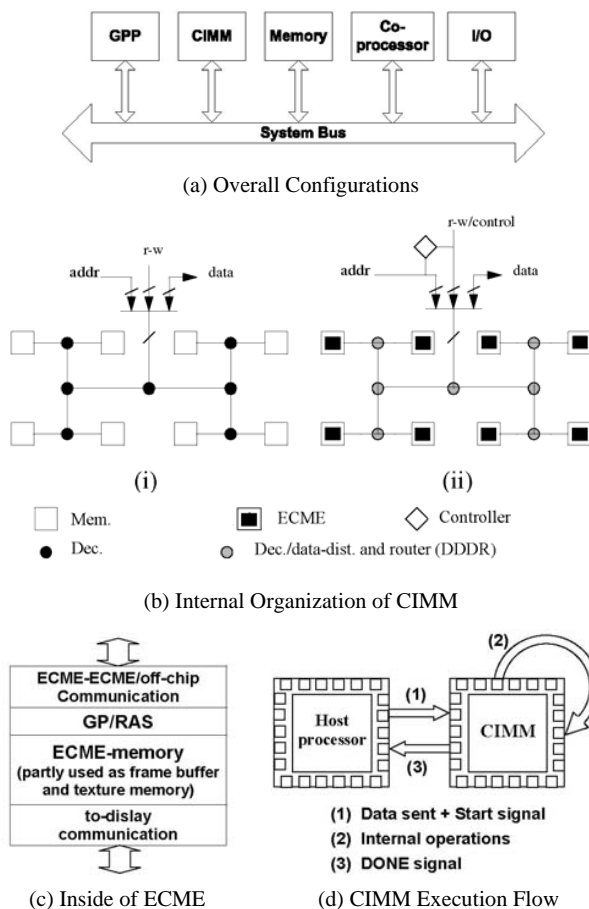 GPP CIMM Memory Co-processor I/O
System Bus
(a) Overall Configurations
r-w
addr
data
r-w/control
addr
data
(i)
(ii)
Mem.
ECME
Controller
Dec.
Dec./data-dist. and router (DDDR)
(b) Internal Organization of CIMM
ECME-ECME/off-chip
Communication
GP/RAS
ECME-memory
(partly used as frame buffer
and texture memory)
to-dislay
communication
(c) Inside of ECME
(2)
(1)
Host
processor
CIMM
(3)
(1) Data sent + Start signal
(2) Internal operations
(3) DONE signal
(d) CIMM Execution Flow